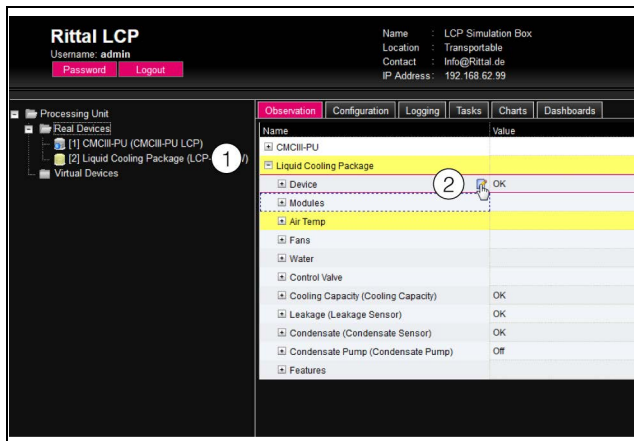 Rittal LCP
Username: admin
Password Logout
Name : LCP Simulation Box
Location : Transportable
Contact : Info@Rittal.de
IP Address : 192.168.62.99
Processing Unit
Real Devices
[1] CMCIII-PU (CMCIII-PU LCP)
[2] Liquid Cooling Package (LCP-
Virtual Devices
1
Observation Configuration Logging Tasks Charts Dashboards
Name Value
CMCIII-PU
Liquid Cooling Package
Device 2 OK
Modules
Air Temp
Fans
Water
Control Valve
Cooling Capacity (Cooling Capacity) OK
Leakage (Leakage Sensor) OK
Condensate (Condensate Sensor) OK
Condensate Pump (Condensate Pump) Off
Features